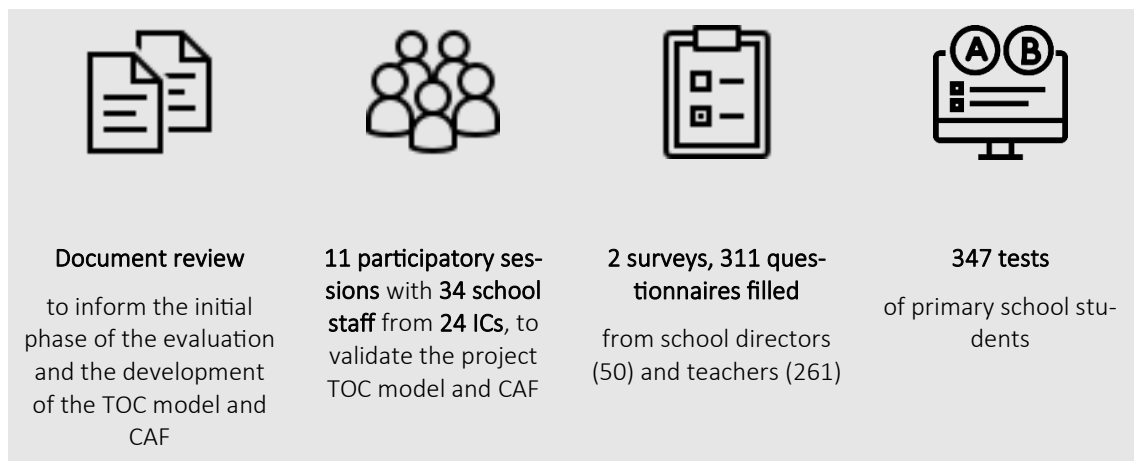 A B
Document review
to inform the initial
phase of the evaluation
and the development
of the TOC model and
CAF
11 participatory ses-
sions with 34 school
staff from 24 ICs, to
validate the project
TOC model and CAF
2 surveys, 311 ques-
tionnaires filled
from school directors
(50) and teachers (261)
347 tests
of primary school stu-
dents